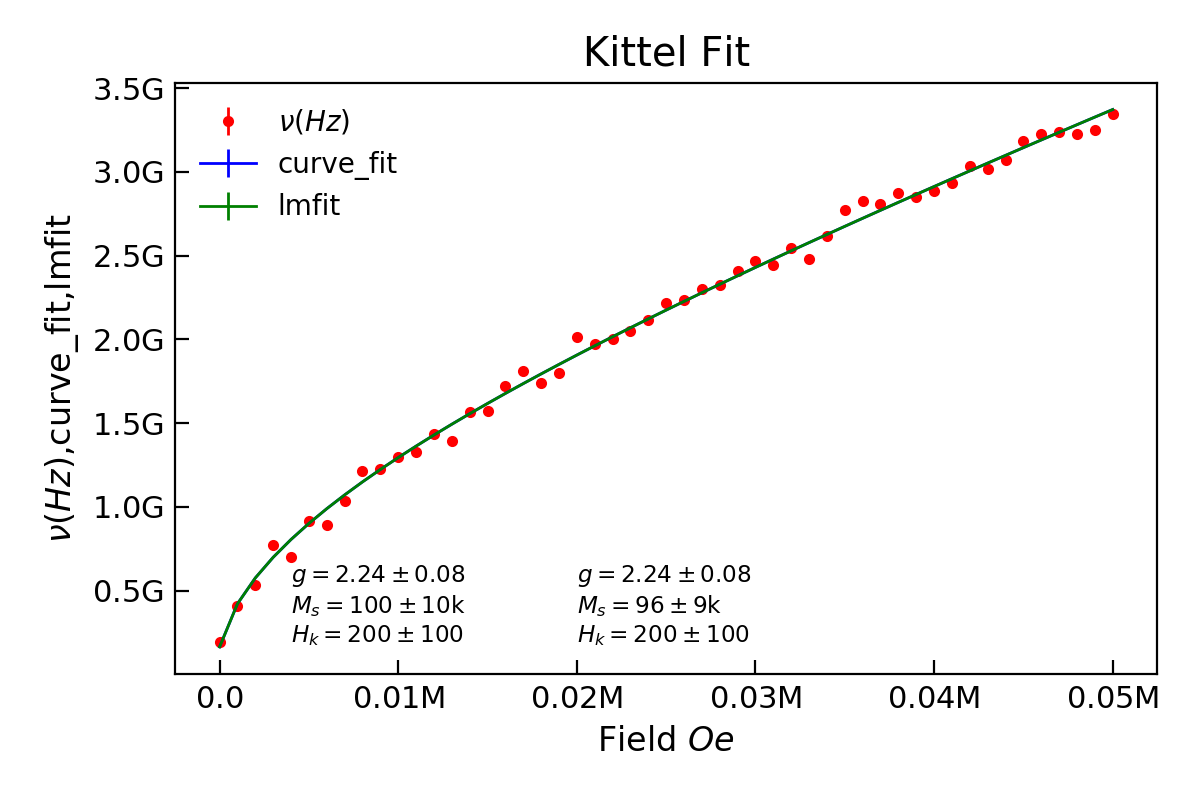 Kittel Fit
3.5G
3.0G
2.5G
2.0G
1.5G
1.0G
0.5G
ν(Hz),curve_fit,lmfit
ν(Hz)
curve_fit
lmfit
g = 2.24 ± 0.08
M_s = 100 ± 10k
H_k = 200 ± 100
g = 2.24 ± 0.08
M_s = 96 ± 9k
H_k = 200 ± 100
0.0 0.01M 0.02M 0.03M 0.04M 0.05M
Field Oe